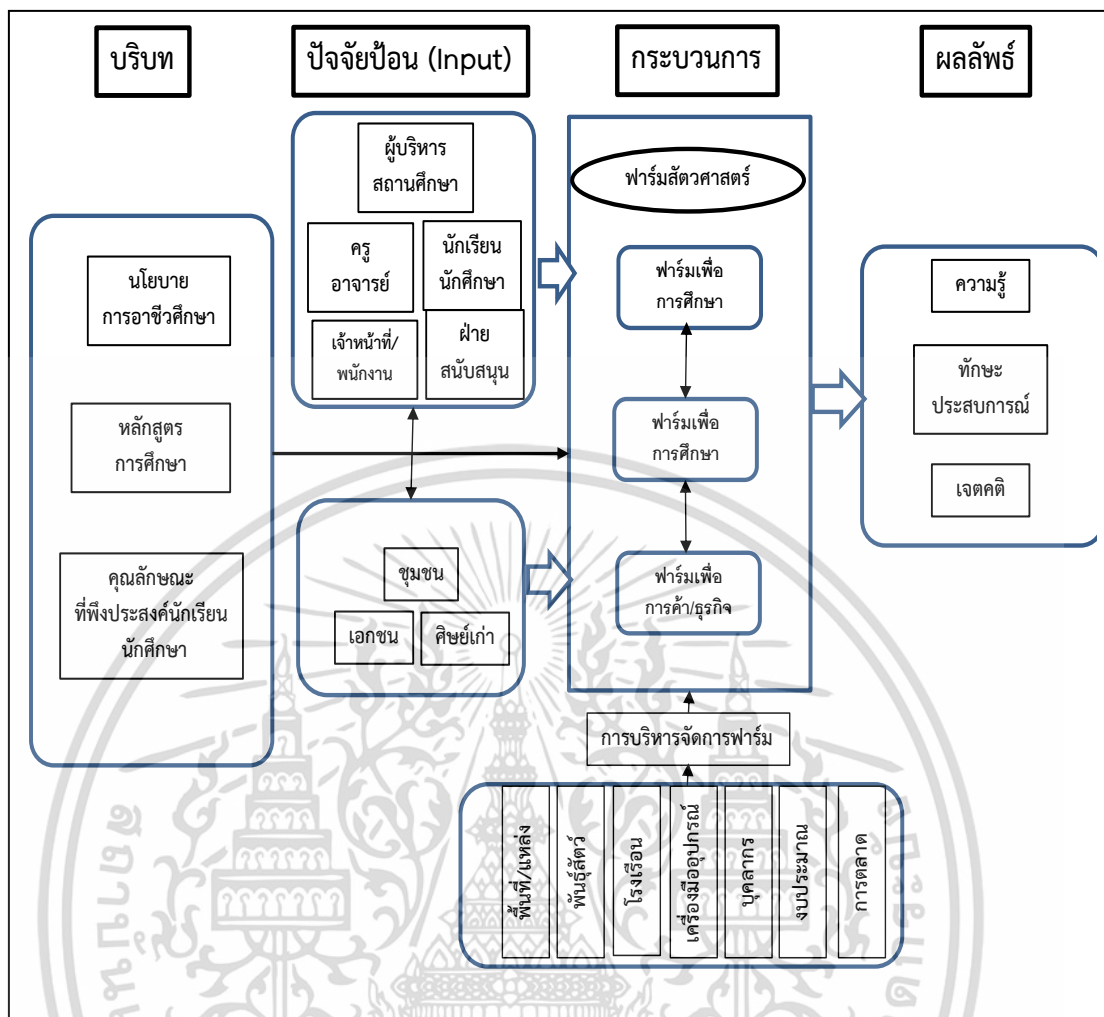 บริบท
ปัจจัยป้อน (Input)
กระบวนการ
ผลลัพธ์
นโยบาย
การอาชีวศึกษา
หลักสูตร
การศึกษา
คุณลักษณะ
ที่พึงประสงค์นักเรียน
นักศึกษา
ผู้บริหาร
สถานศึกษา
ครู
อาจารย์
นักเรียน
นักศึกษา
เจ้าหน้าที่/
พนักงาน
ฝ่าย
สนับสนุน
ชุมชน
เอกชน
ศิษย์เก่า
ฟาร์มสัตวศาสตร์
ฟาร์มเพื่อ
การศึกษา
ฟาร์มเพื่อ
การศึกษา
ฟาร์มเพื่อ
การค้า/ธุรกิจ
ความรู้
ทักษะ
ประสบการณ์
เจตคติ
การบริหารจัดการฟาร์ม
พื้นที่/แหล่ง
พันธุ์สัตว์
โรงเรือน
เครื่องมืออุปกรณ์
บุคลากร
งบประมาณ
การตลาด